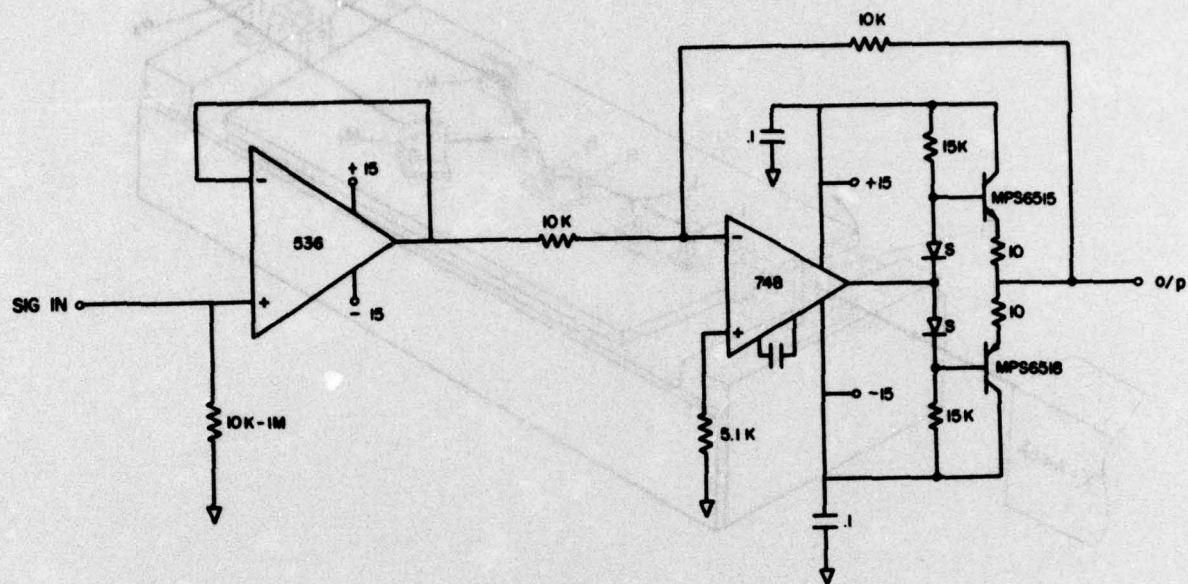 10K
.1
15K
+15
+ 15
MPS6515
536
10K
S
10
748
SIG IN
- 15
O/p
S
10
MPS6518
-15
10K-1M
5.1K
15K
.1
-
+
-
+